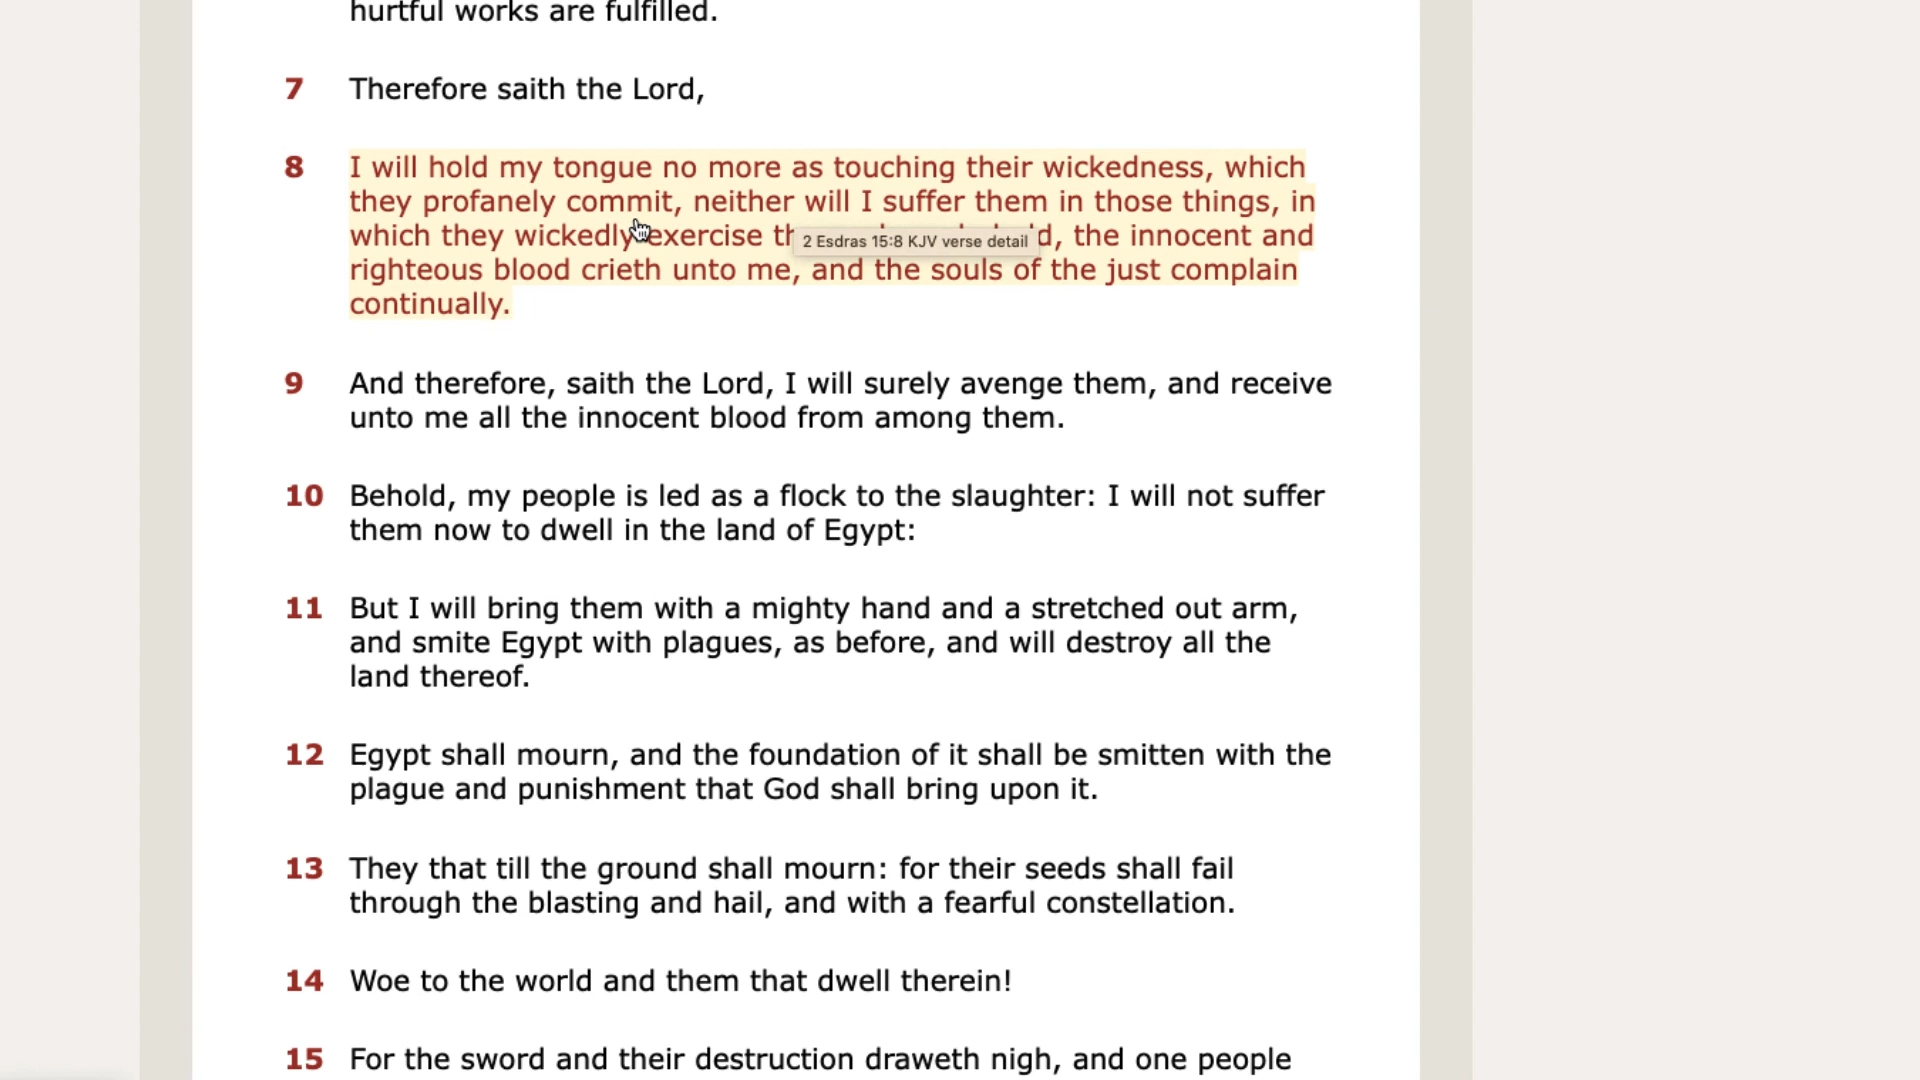 hurtful works are fulfilled.
7 Therefore saith the Lord,
8 I will hold my tongue no more as touching their wickedness, which
they profanely commit, neither will I suffer them in those things, in
which they wickedly exercise
2 Esdras 15:8 KJV verse detail
the innocent and
righteous blood crieth unto me, and the souls of the just complain
continually.
9 And therefore, saith the Lord, I will surely avenge them, and receive
unto me all the innocent blood from among them.
10 Behold, my people is led as a flock to the slaughter: I will not suffer
them now to dwell in the land of Egypt:
11 But I will bring them with a mighty hand and a stretched out arm,
and smite Egypt with plagues, as before, and will destroy all the
land thereof.
12 Egypt shall mourn, and the foundation of it shall be smitten with the
plague and punishment that God shall bring upon it.
13 They that till the ground shall mourn: for their seeds shall fail
through the blasting and hail, and with a fearful constellation.
14 Woe to the world and them that dwell therein!
15 For the sword and their destruction draweth nigh, and one people